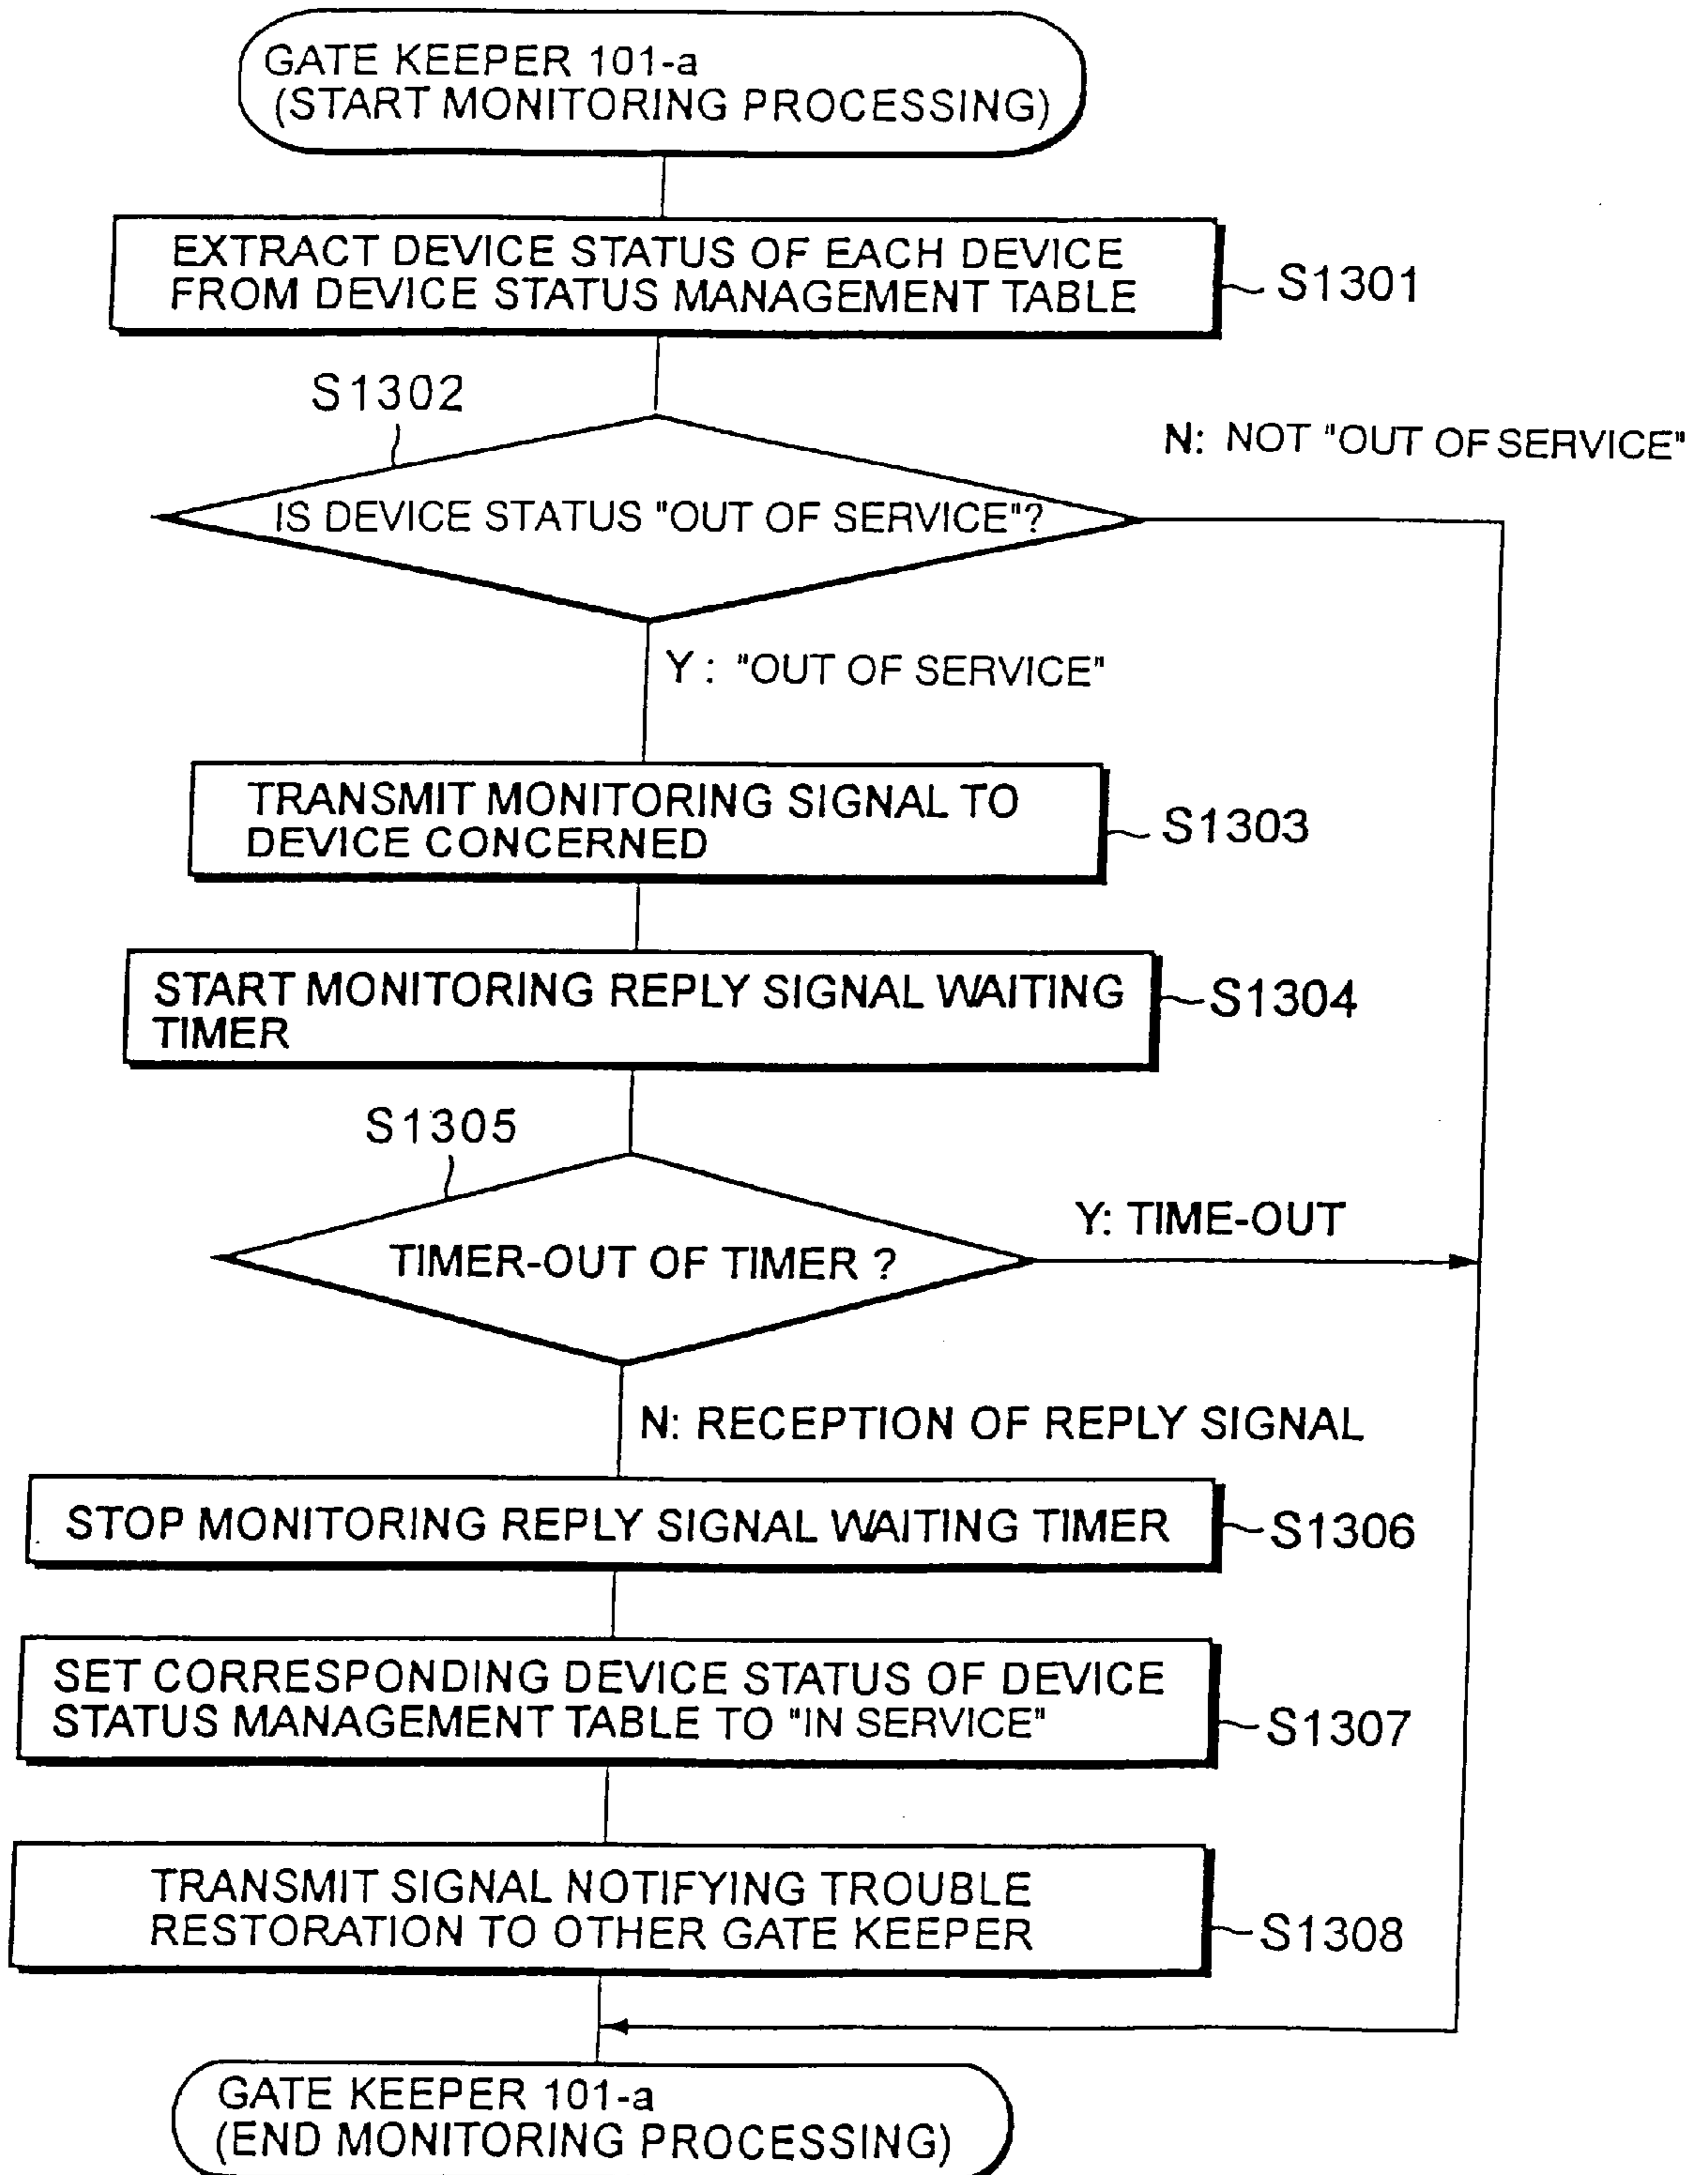 GATE KEEPER 101-a
(START MONITORING PROCESSING)
EXTRACT DEVICE STATUS OF EACH DEVICE
FROM DEVICE STATUS MANAGEMENT TABLE
S1301
S1302
N: NOT "OUT OF SERVICE"
IS DEVICE STATUS "OUT OF SERVICE"?
Y: "OUT OF SERVICE"
TRANSMIT MONITORING SIGNAL TO
DEVICE CONCERNED
S1303
START MONITORING REPLY SIGNAL WAITING
TIMER
S1304
S1305
Y: TIME-OUT
TIMER-OUT OF TIMER ?
N: RECEPTION OF REPLY SIGNAL
STOP MONITORING REPLY SIGNAL WAITING TIMER
S1306
SET CORRESPONDING DEVICE STATUS OF DEVICE
STATUS MANAGEMENT TABLE TO "IN SERVICE"
S1307
TRANSMIT SIGNAL NOTIFYING TROUBLE
RESTORATION TO OTHER GATE KEEPER
S1308
GATE KEEPER 101-a
(END MONITORING PROCESSING)